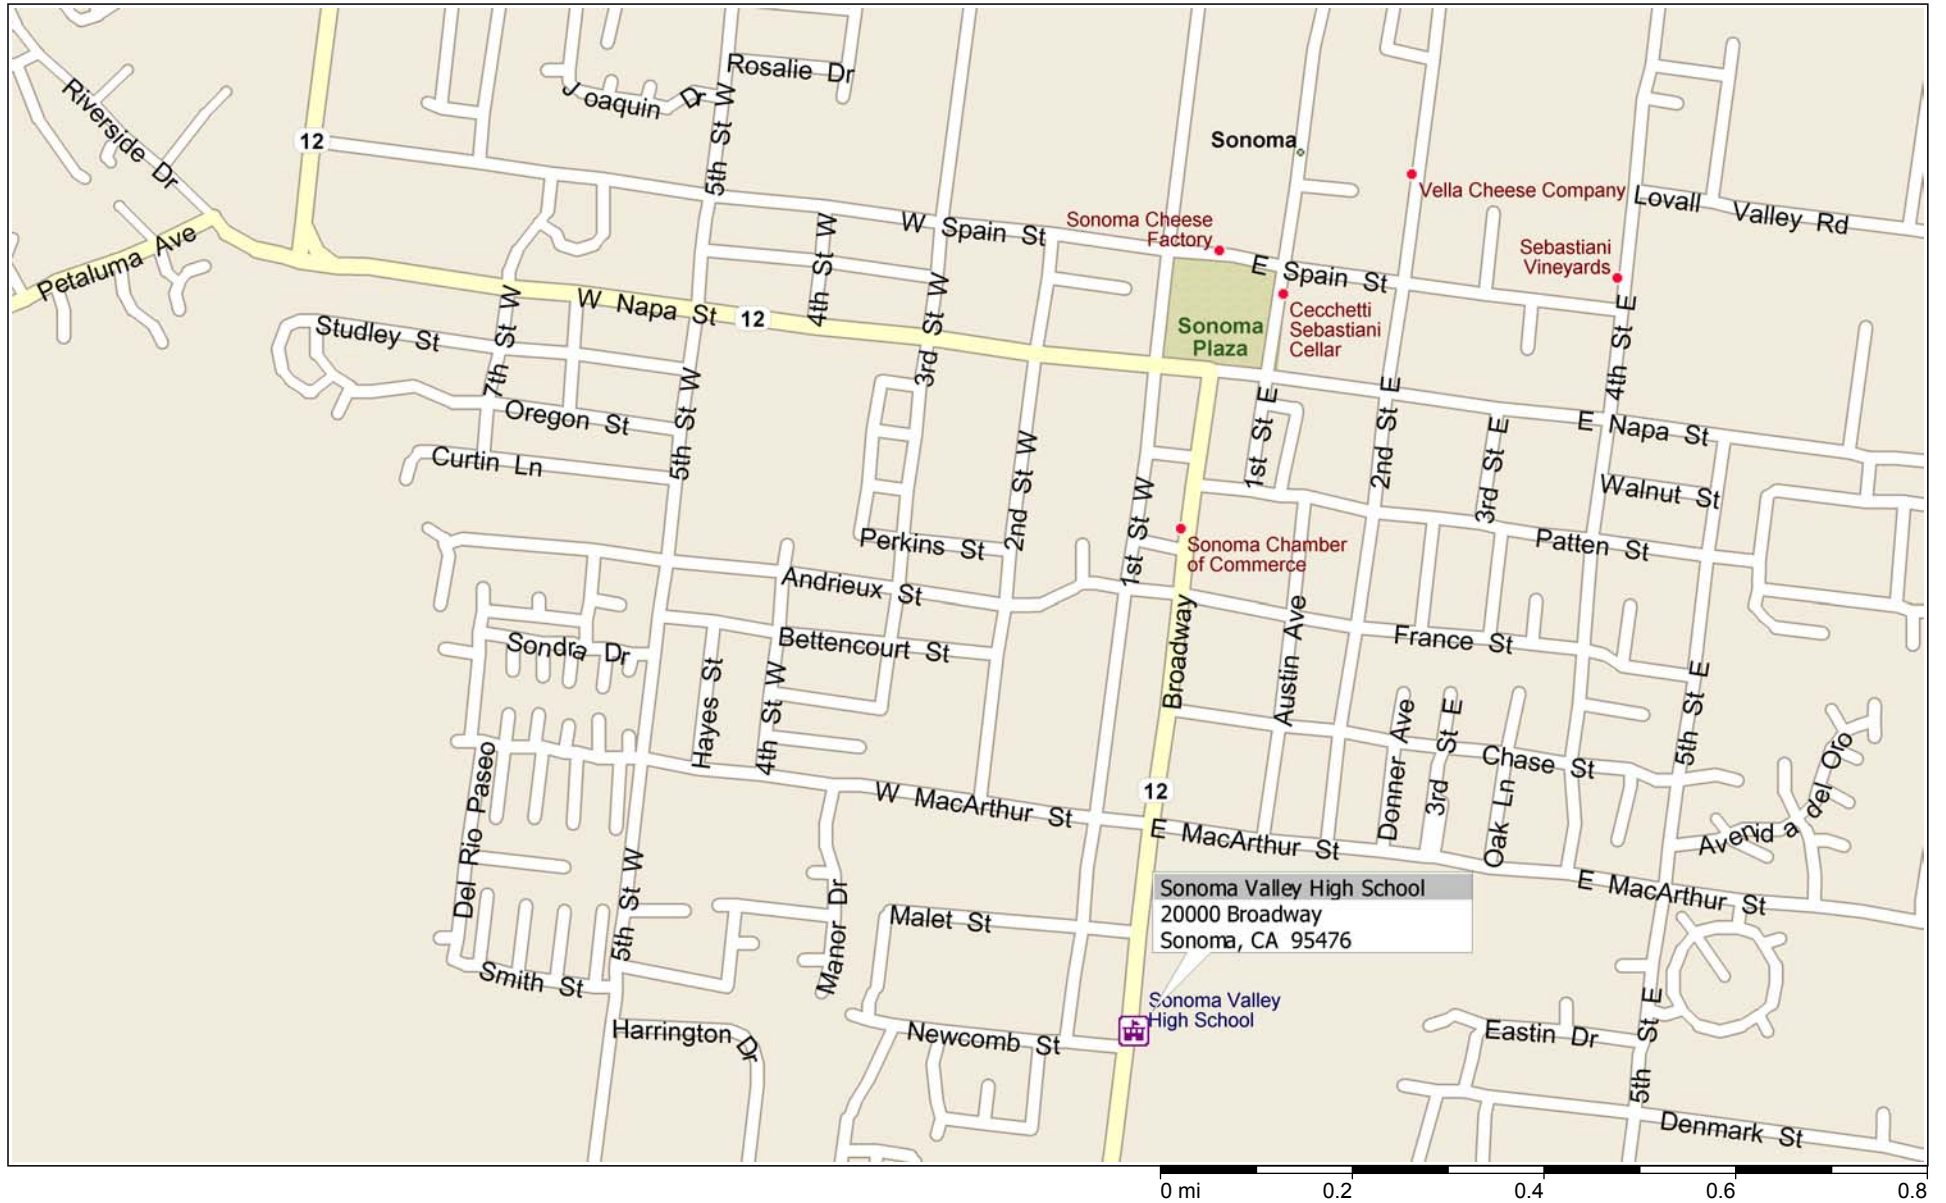 Rosalie Dr
Joaquin Dr
Riverside Dr
12
5th St W
Sonoma
Vella Cheese Company
Lovall Valley Rd
Sonoma Cheese
Factory
W Spain St
4th St W
Petaluma Ave
E Spain St
Sebastiani
Vineyards
W Napa St
12
7th St W
3rd St W
Cecchetti
Sebastiani
Cellar
Sonoma
Plaza
4th St E
Studley St
5th St W
Oregon St
1st St E
2nd St E
3rd St E
E Napa St
Curtin Ln
2nd St W
1st St W
Walnut St
Perkins St
Sonoma Chamber
of Commerce
Patten St
Andrieux St
Broadway
Austin Ave
France St
Sondra Dr
Bettencourt St
Hayes St
4th St W
5th St E
Donner Ave
3rd St E
Oak Ln
Chase St
Avenida del Oro
Del Rio Paseo
W MacArthur St
12
E MacArthur St
E MacArthur St
5th St W
Manor Dr
Malet St
Sonoma Valley High School
20000 Broadway
Sonoma, CA 95476
Smith St
Sonoma Valley
High School
Harrington Dr
Newcomb St
Eastin Dr
5th St E
Denmark St
0 mi 0.2 0.4 0.6 0.8